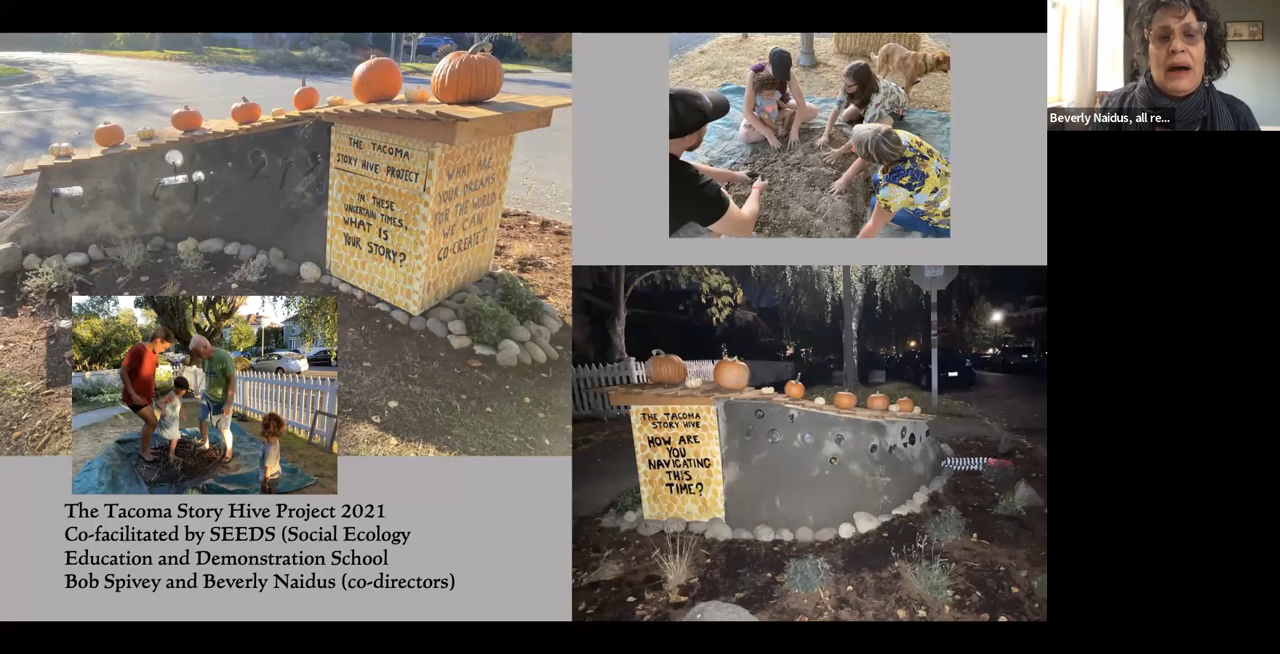 THE TACOMA
STORY HIVE PROJECT
IN THESE
UNCERTAIN TIMES,
WHAT IS
YOUR STORY?
WHAT ARE
YOUR DREAMS
FOR THE WORLD
WE CAN
CO-CREATE?
Beverly Naidus, all re...
THE TACOMA
STORY HIVE
HOW ARE
YOU
NAVIGATING
THIS
TIME?
The Tacoma Story Hive Project 2021
Co-facilitated by SEEDS (Social Ecology
Education and Demonstration School
Bob Spivey and Beverly Naidus (co-directors)